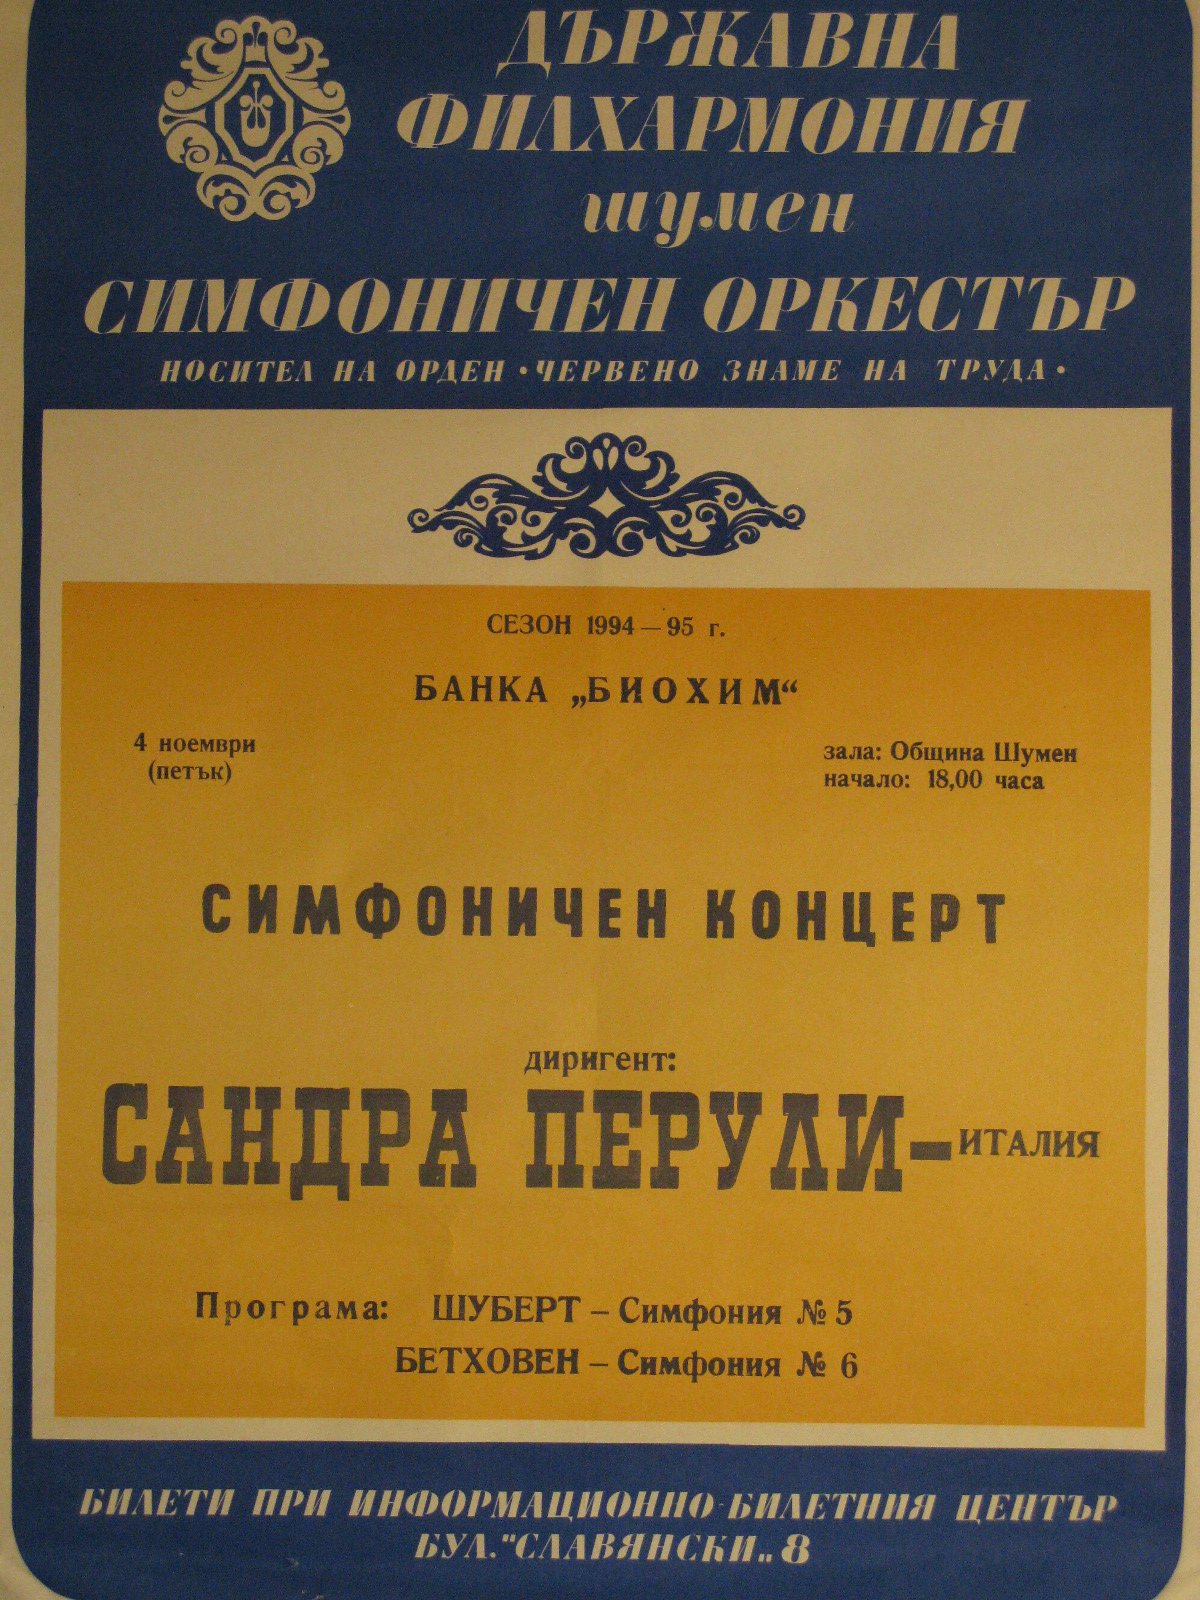 ДЪРЖАВНА
ФИЛХАРМОНИЯ
шумен
СИМФОНИЧЕН ОРКЕСТЪР
НОСИТЕЛ НА ОРДЕН • ЧЕРВЕНО ЗНАМЕ НА ТРУДА •
СЕЗОН 1994 — 95 г.
БАНКА „БИОХИМ“
4 ноември
(петък)
зала: Община Шумен
начало: 18,00 часа
СИМФОНИЧЕН КОНЦЕРТ
диригент:
САНДРА ПЕРУЛИ – ИТАЛИЯ
Програма: ШУБЕРТ – Симфония № 5
БЕТХОВЕН – Симфония № 6
БИЛЕТИ ПРИ ИНФОРМАЦИОННО-БИЛЕТНИЯ ЦЕНТЪР
БУЛ. "СЛАВЯНСКИ„ 8